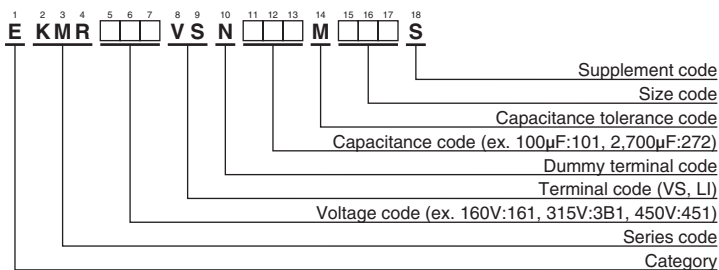 1 2 3 4 5 6 7 8 9 10 11 12 13 14 15 16 17 18
E KMR □□□ VS N □□□ M □□□ S
Supplement code
Size code
Capacitance tolerance code
Capacitance code (ex. 100μF:101, 2,700μF:272)
Dummy terminal code
Terminal code (VS, LI)
Voltage code (ex. 160V:161, 315V:3B1, 450V:451)
Series code
Category